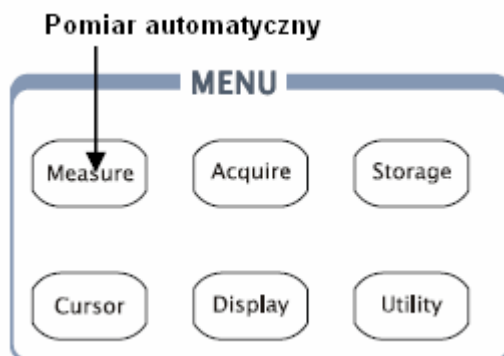 Pomiar automatyczny
MENU
Measure Acquire Storage
Cursor Display Utility